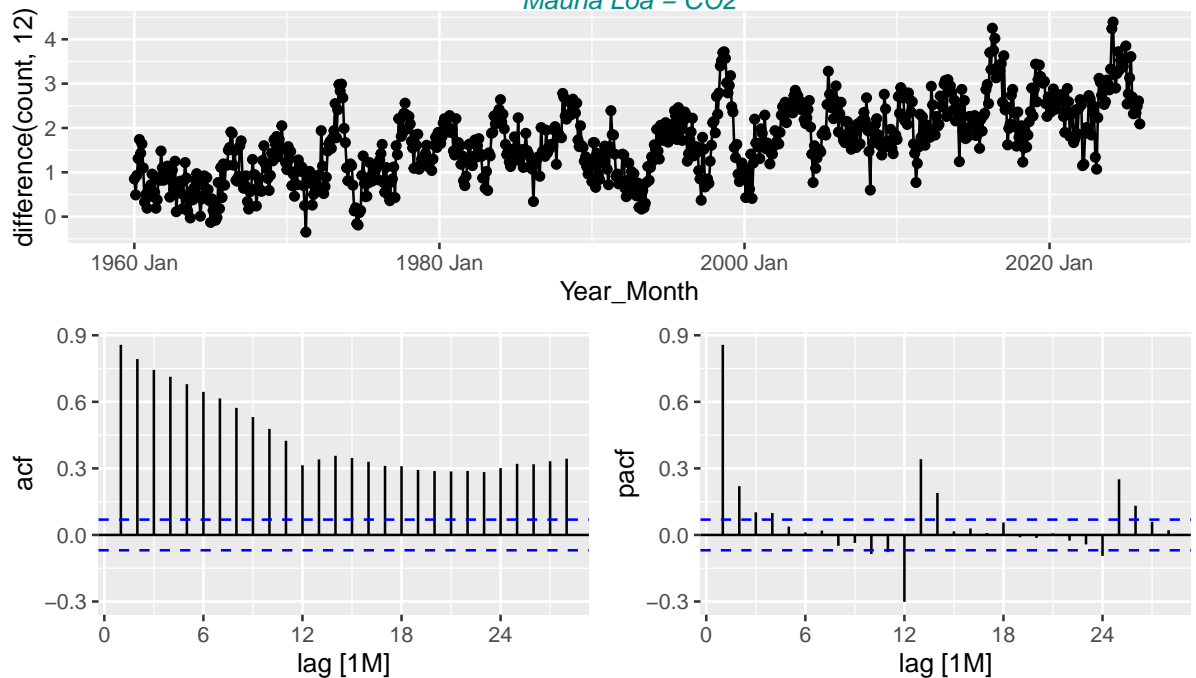 Mauna Loa – CO2
difference(count, 12)
4
3
2
1
0
1960 Jan
1980 Jan
2000 Jan
2020 Jan
Year_Month
acf
0.9
0.6
0.3
0.0
−0.3
0
6
12
18
24
lag [1M]
pacf
0.9
0.6
0.3
0.0
−0.3
0
6
12
18
24
lag [1M]